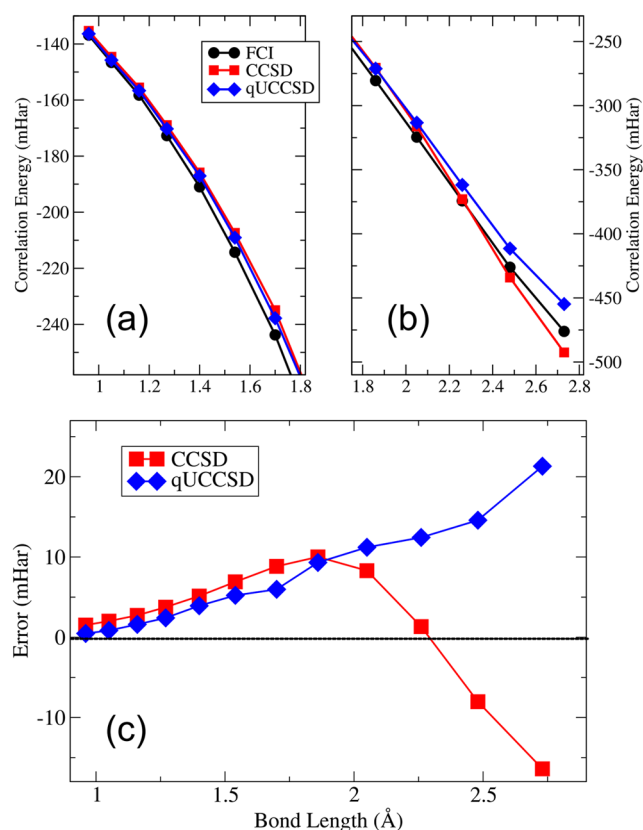 Correlation Energy (mHar)
-140
-160
-180
-200
-220
-240
FCI
CCSD
qUCCSD
(a)
1
1.2
1.4
1.6
1.8
(b)
1.8
2
2.2
2.4
2.6
2.8
-250
-300
-350
-400
-450
-500
Correlation Energy (mHar)
CCSD
qUCCSD
Error (mHar)
20
10
0
-10
(c)
1
1.5
2
2.5
Bond Length (Å)